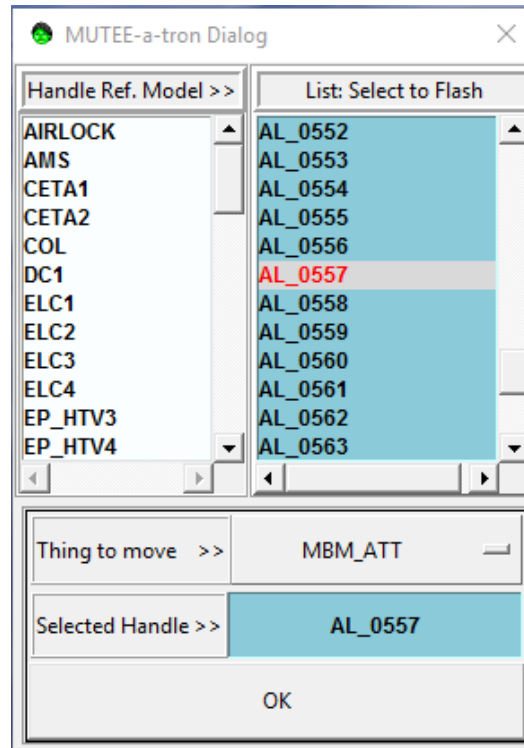 MUTEE-a-tron Dialog
Handle Ref. Model >>
AIRLOCK
AMS
CETA1
CETA2
COL
DC1
ELC1
ELC2
ELC3
ELC4
EP_HTV3
EP_HTV4
List: Select to Flash
AL_0552
AL_0553
AL_0554
AL_0555
AL_0556
AL_0557
AL_0558
AL_0559
AL_0560
AL_0561
AL_0562
AL_0563
Thing to move >> MBM_ATT
Selected Handle >> AL_0557
OK